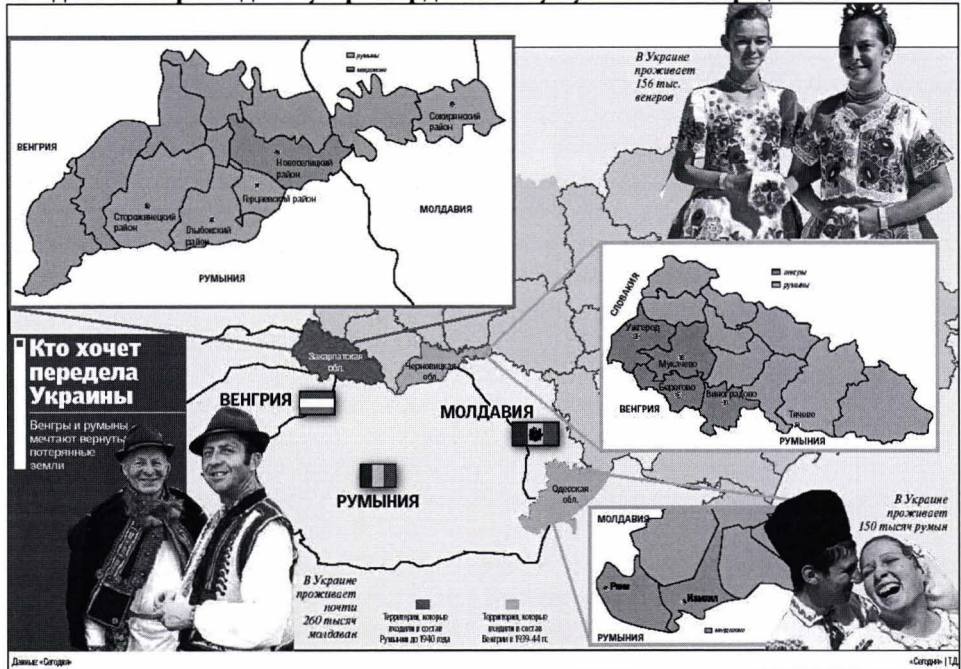 румыны
ВЕНГРИЯ
Сокирянский
район
Новоселицкий
район
Герцаевский район
Сторожинецкий
район
Глыбокский
район
МОЛДАВИЯ
РУМЫНИЯ
В Украине
проживает
156 тыс.
венгров
венгры
румыны
СЛОВАКИЯ
Ужгород
Мукачево
Берегово
Виноградово
Тячево
ВЕНГРИЯ
РУМЫНИЯ
Кто хочет
передела
Украины
Венгры и румыны
мечтают вернуть
потерянные
земли
Закарпатская
обл.
Черновицкая
обл.
ВЕНГРИЯ
МОЛДАВИЯ
РУМЫНИЯ
Одесская
обл.
МОЛДАВИЯ
Рени
Измаил
РУМЫНИЯ
В Украине
проживает
150 тысяч румын
В Украине
проживает
почти
260 тысяч
молдаван
Территории, которые
входили в состав
Румынии до 1940 года
Территории, которые
входили в состав
Венгрии в 1939-44 гг.
Данные: «Сегодня»
«Сегодня» | Т.Д.